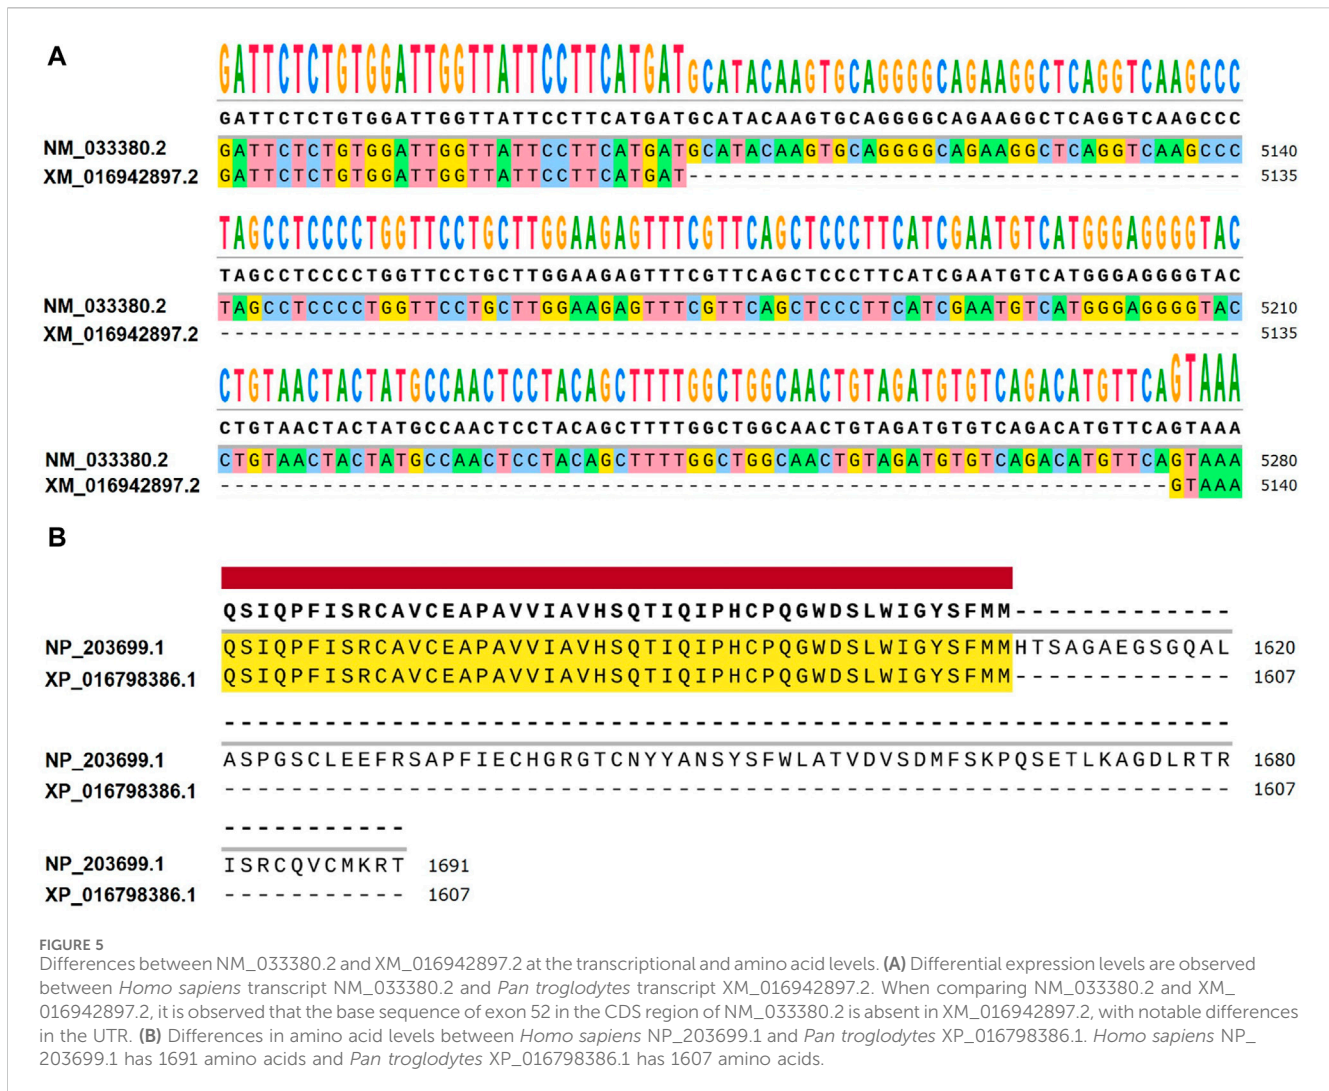 A
GATTCTCTGTGGATTGGTTATTCCTTCATGATGCATACAAGTGCAGGGGCAGAAGGCTCAGGTCAAGCCC
GATTCTCTGTGGATTGGTTATTCCTTCATGATGCATACAAGTGCAGGGGCAGAAGGCTCAGGTCAAGCCC
NM_033380.2 GATTCTCTGTGGATTGGTTATTCCTTCATGATGCATACAAGTGCAGGGGCAGAAGGCTCAGGTCAAGCCC 5140
XM_016942897.2 GATTCTCTGTGGATTGGTTATTCCTTCATGAT-------------------------------------- 5135
TAGCCTCCCCTGGTTCCTGCTTGGAAGAGTTTCGTTCAGCTCCCTTCATCGAATGTCATGGGAGGGGTAC
TAGCCTCCCCTGGTTCCTGCTTGGAAGAGTTTCGTTCAGCTCCCTTCATCGAATGTCATGGGAGGGGTAC
NM_033380.2 TAGCCTCCCCTGGTTCCTGCTTGGAAGAGTTTCGTTCAGCTCCCTTCATCGAATGTCATGGGAGGGGTAC 5210
XM_016942897.2 ---------------------------------------------------------------------- 5135
CTGTAACTACTATGCCAACTCCTACAGCTTTTGGCTGGCAACTGTAGATGTGTCAGACATGTTCAGTAAA
CTGTAACTACTATGCCAACTCCTACAGCTTTTGGCTGGCAACTGTAGATGTGTCAGACATGTTCAGTAAA
NM_033380.2 CTGTAACTACTATGCCAACTCCTACAGCTTTTGGCTGGCAACTGTAGATGTGTCAGACATGTTCAGTAAA 5280
XM_016942897.2 -----------------------------------------------------------------GTAAA 5140
B
QSIQPFISRCAVCEAPAVVIAVHSQTIQIPHCPQGWDSLWIGYSFMM-------------
NP_203699.1 QSIQPFISRCAVCEAPAVVIAVHSQTIQIPHCPQGWDSLWIGYSFMMHTSAGAEGSGQAL 1620
XP_016798386.1 QSIQPFISRCAVCEAPAVVIAVHSQTIQIPHCPQGWDSLWIGYSFMM------------- 1607
------------------------------------------------------------
NP_203699.1 ASPGSCLEEFRSAPFIECHGRGTCNYYANSYSFWLATVDVSDMFSKPQSETLKAGDLRTR 1680
XP_016798386.1 ------------------------------------------------------------ 1607
-----------
NP_203699.1 ISRCQVCMKRT 1691
XP_016798386.1 ----------- 1607
FIGURE 5
Differences between NM_033380.2 and XM_016942897.2 at the transcriptional and amino acid levels. (A) Differential expression levels are observed
between Homo sapiens transcript NM_033380.2 and Pan troglodytes transcript XM_016942897.2. When comparing NM_033380.2 and XM_
016942897.2, it is observed that the base sequence of exon 52 in the CDS region of NM_033380.2 is absent in XM_016942897.2, with notable differences
in the UTR. (B) Differences in amino acid levels between Homo sapiens NP_203699.1 and Pan troglodytes XP_016798386.1. Homo sapiens NP_
203699.1 has 1691 amino acids and Pan troglodytes XP_016798386.1 has 1607 amino acids.